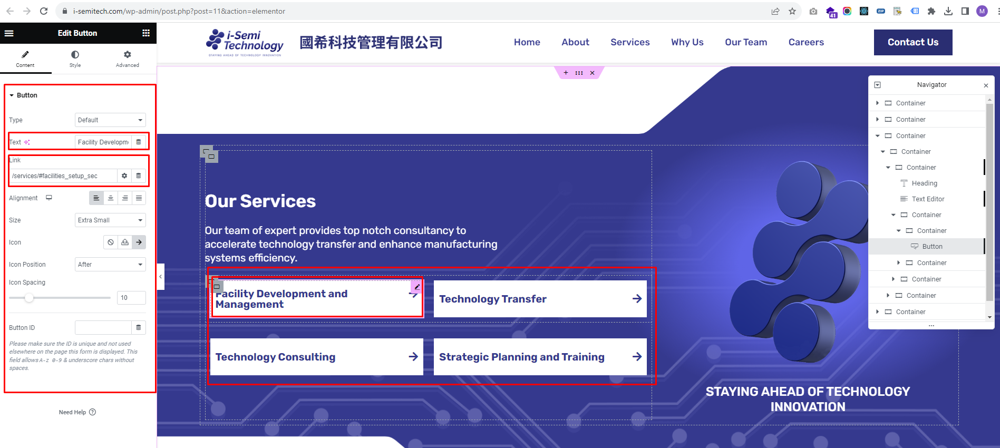 i-semitech.com/wp-admin/post.php?post=11&action=elementor
41
ZIP
M
Edit Button
Content
Style
Advanced
Button
Type
Default
Text
Facility Developm
Link
/services/#facilities_setup_sec
Alignment
Size
Extra Small
Icon
Icon Position
After
Icon Spacing
10
Button ID
Please make sure the ID is unique and not used
elsewhere on the page this form is displayed. This
field allows A-z 0-9 & underscore chars without
spaces.
Need Help
i-Semi
Technology
STAYING AHEAD OF TECHNOLOGY INNOVATION
國希科技管理有限公司
Home
About
Services
Why Us
Our Team
Careers
Contact Us
Our Services
Our team of expert provides top notch consultancy to
accelerate technology transfer and enhance manufacturing
systems efficiency.
Facility Development and
Management
Technology Transfer
Technology Consulting
Strategic Planning and Training
STAYING AHEAD OF TECHNOLOGY
INNOVATION
Navigator
Container
Container
Container
Container
Container
Heading
Text Editor
Container
Container
Button
Container
Container
Container
Container